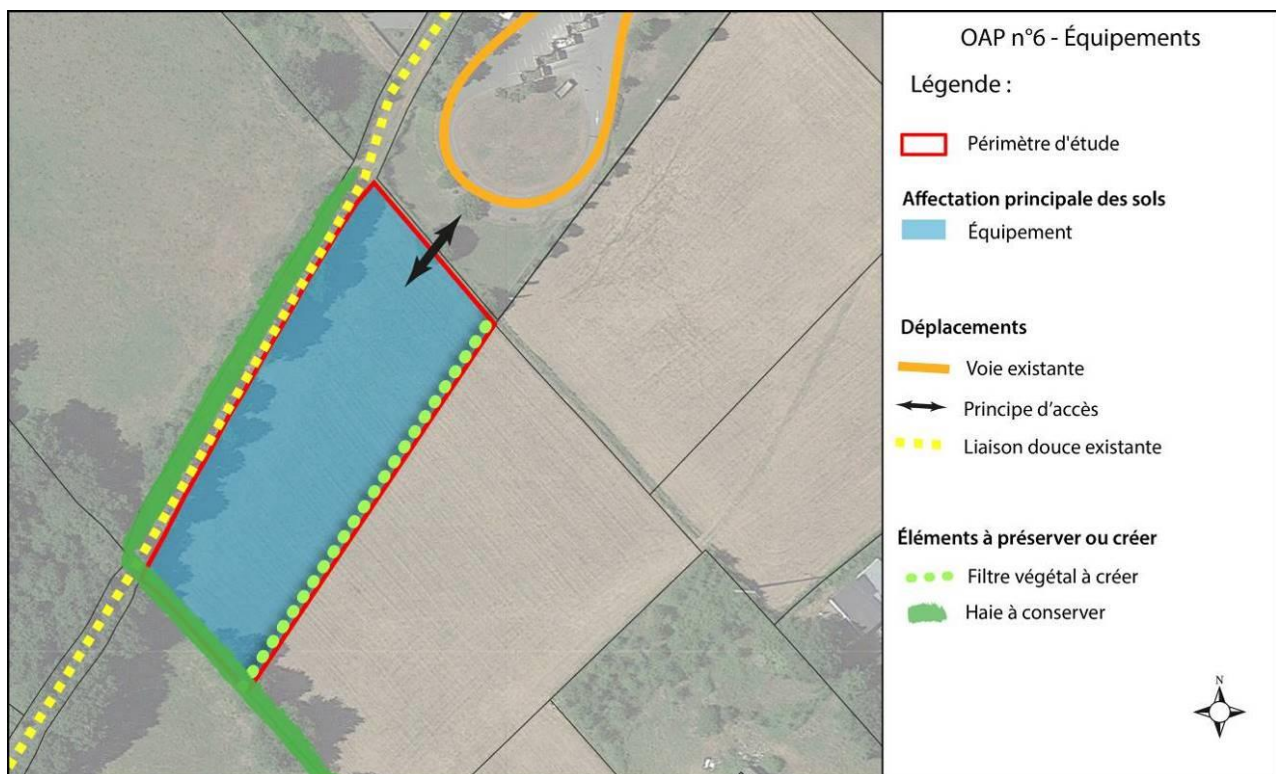 OAP n°6 - Équipements
Légende :
Périmètre d'étude
Affectation principale des sols
Équipement
Déplacements
Voie existante
Principe d'accès
Liaison douce existante
Éléments à préserver ou créer
Filtre végétal à créer
Haie à conserver
N